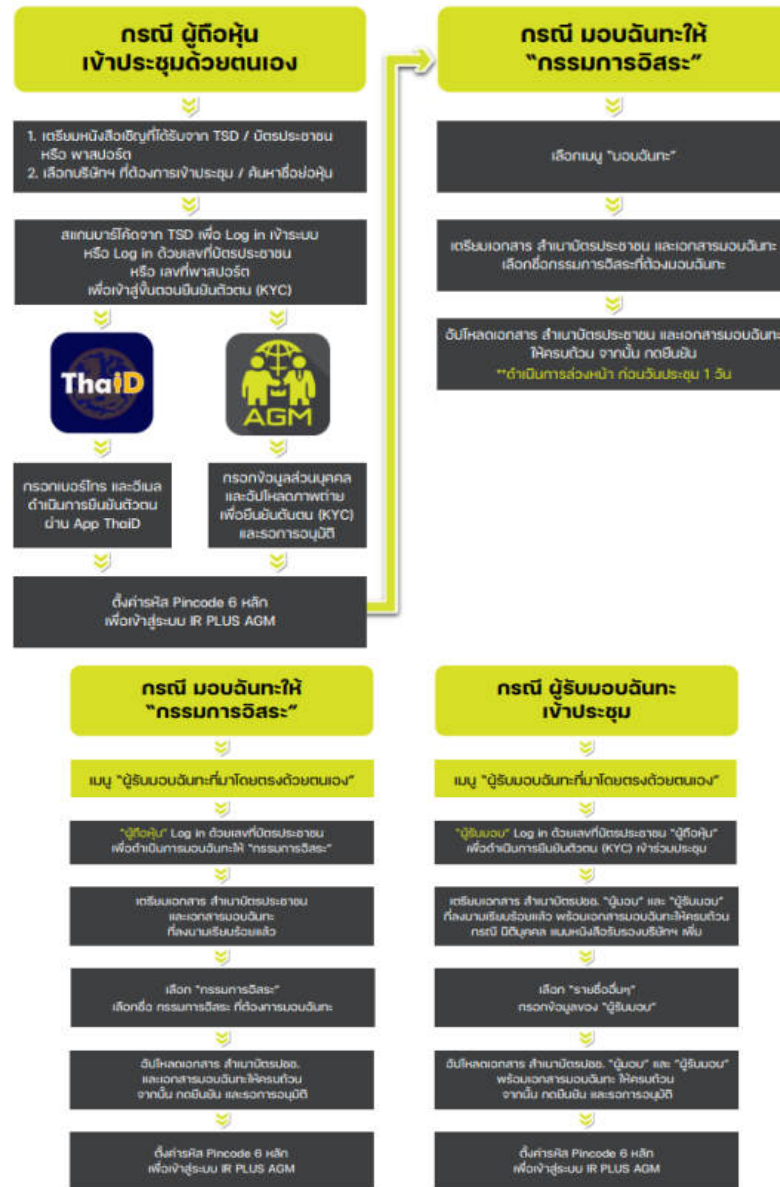 กรณี ผู้ถือหุ้น
เข้าประชุมด้วยตนเอง
1. เตรียมหนังสือเชิญที่ได้รับจาก TSD / บัตรประชาชน
หรือ พาสปอร์ต
2. เลือกบริษัทฯ ที่ต้องการเข้าประชุม / ค้นหาชื่อย่อหุ้น
สแกนบาร์โค้ดจาก TSD เพื่อ Log in เข้าระบบ
หรือ Log in ด้วยเลขที่บัตรประชาชน
หรือ เลขที่พาสปอร์ต
เพื่อเข้าสู่ขั้นตอนยืนยันตัวตน (KYC)
ThaiD
AGM
กรอกเบอร์โทร และอีเมล
ดำเนินการยืนยันตัวตน
ผ่าน App ThaiD
กรอกข้อมูลส่วนบุคคล
และอัปโหลดภาพถ่าย
เพื่อยืนยันตัวตน (KYC)
และรอการอนุมัติ
ตั้งค่ารหัส Pincode 6 หลัก
เพื่อเข้าสู่ระบบ IR PLUS AGM
กรณี มอบฉันทะให้
“กรรมการอิสระ”
เลือกเมนู “มอบฉันทะ”
เตรียมเอกสาร สำเนาบัตรประชาชน และเอกสารมอบฉันทะ
เลือกชื่อกรรมการอิสระที่ต้องมอบฉันทะ
อัปโหลดเอกสาร สำเนาบัตรประชาชน และเอกสารมอบฉันทะ
ให้ครบถ้วน จากนั้น กดยืนยัน
**ดำเนินการล่วงหน้า ก่อนวันประชุม 1 วัน
กรณี มอบฉันทะให้
“กรรมการอิสระ”
เมนู “ผู้รับมอบฉันทะที่มาโดยตรงด้วยตนเอง”
“ผู้ถือหุ้น” Log in ด้วยเลขที่บัตรประชาชน
เพื่อดำเนินการมอบฉันทะให้ “กรรมการอิสระ”
เตรียมเอกสาร สำเนาบัตรประชาชน
และเอกสารมอบฉันทะ
ที่ลงนามเรียบร้อยแล้ว
เลือก “กรรมการอิสระ”
เลือกชื่อ กรรมการอิสระ ที่ต้องการมอบฉันทะ
อัปโหลดเอกสาร สำเนาบัตรปชช.
และเอกสารมอบฉันทะให้ครบถ้วน
จากนั้น กดยืนยัน และรอการอนุมัติ
ตั้งค่ารหัส Pincode 6 หลัก
เพื่อเข้าสู่ระบบ IR PLUS AGM
กรณี ผู้รับมอบฉันทะ
เข้าประชุม
เมนู “ผู้รับมอบฉันทะที่มาโดยตรงด้วยตนเอง”
“ผู้รับมอบ” Log in ด้วยเลขที่บัตรประชาชน “ผู้ถือหุ้น”
เพื่อดำเนินการยืนยันตัวตน (KYC) เข้าร่วมประชุม
เตรียมเอกสาร สำเนาบัตรปชช. “ผู้มอบ” และ “ผู้รับมอบ”
ที่ลงนามเรียบร้อยแล้ว พร้อมเอกสารมอบฉันทะให้ครบถ้วน
กรณี นิติบุคคล แนบหนังสือรับรองบริษัทฯ เพิ่ม
เลือก “รายชื่ออื่นๆ”
กรอกข้อมูลของ “ผู้รับมอบ”
อัปโหลดเอกสาร สำเนาบัตรปชช. “ผู้มอบ” และ “ผู้รับมอบ”
พร้อมเอกสารมอบฉันทะ ให้ครบถ้วน
จากนั้น กดยืนยัน และรอการอนุมัติ
ตั้งค่ารหัส Pincode 6 หลัก
เพื่อเข้าสู่ระบบ IR PLUS AGM